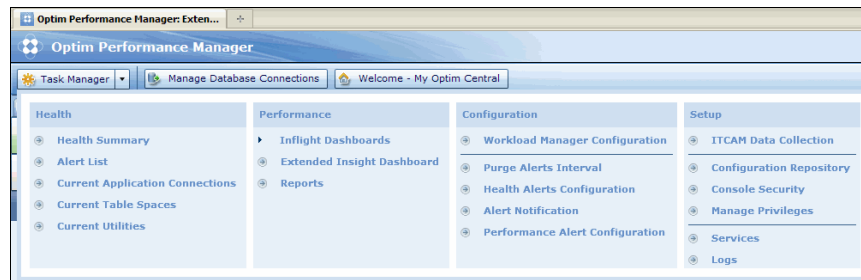 Optim Performance Manager: Exten...
Optim Performance Manager
Task Manager
Manage Database Connections
Welcome - My Optim Central
Health
Health Summary
Alert List
Current Application Connections
Current Table Spaces
Current Utilities
Performance
Inflight Dashboards
Extended Insight Dashboard
Reports
Configuration
Workload Manager Configuration
Purge Alerts Interval
Health Alerts Configuration
Alert Notification
Performance Alert Configuration
Setup
ITCAM Data Collection
Configuration Repository
Console Security
Manage Privileges
Services
Logs